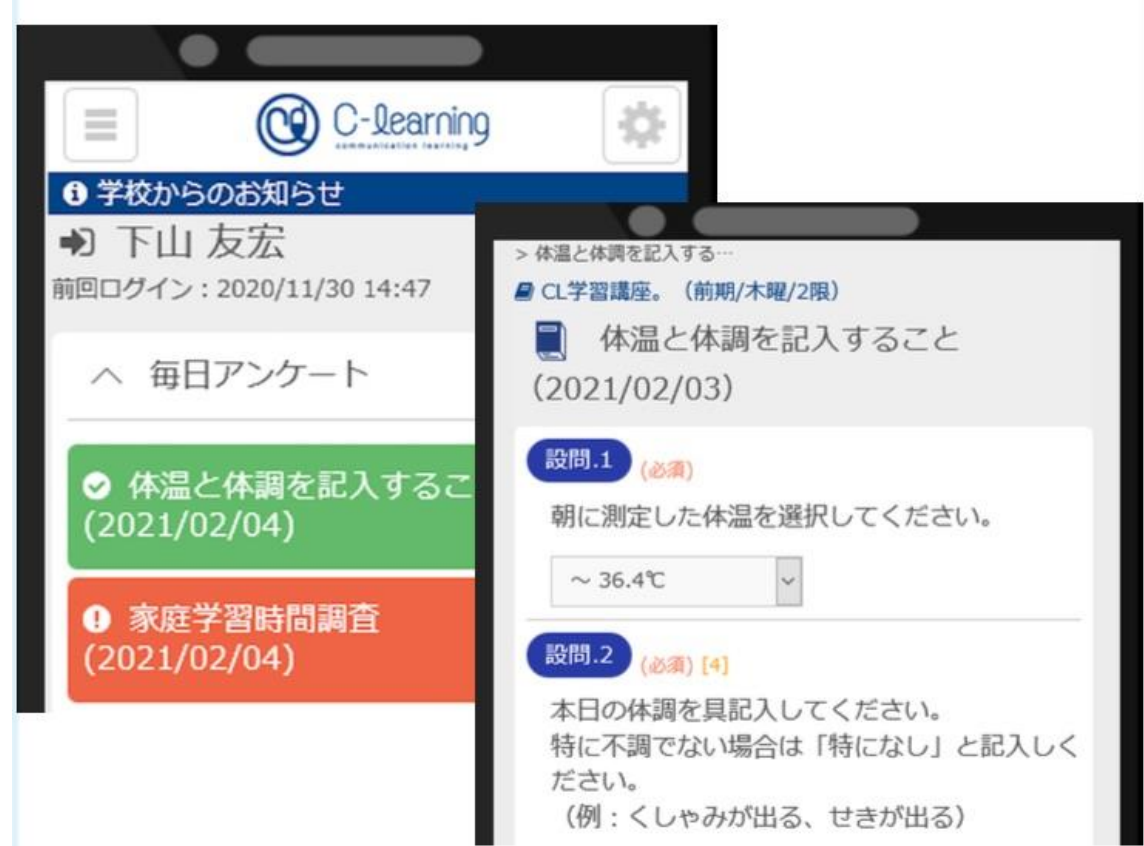 C-learning
communication learning
学校からのお知らせ
下山 友宏
前回ログイン：2020/11/30 14:47
毎日アンケート
体温と体調を記入するこ
(2021/02/04)
家庭学習時間調査
(2021/02/04)
> 体温と体調を記入する…
CL学習講座。（前期/木曜/2限）
体温と体調を記入すること
（2021/02/03）
設問.1 (必須)
朝に測定した体温を選択してください。
～ 36.4℃
設問.2 (必須) [4]
本日の体調を具記入してください。
特に不調でない場合は「特になし」と記入しく
ださい。
（例：くしゃみが出る、せきが出る）